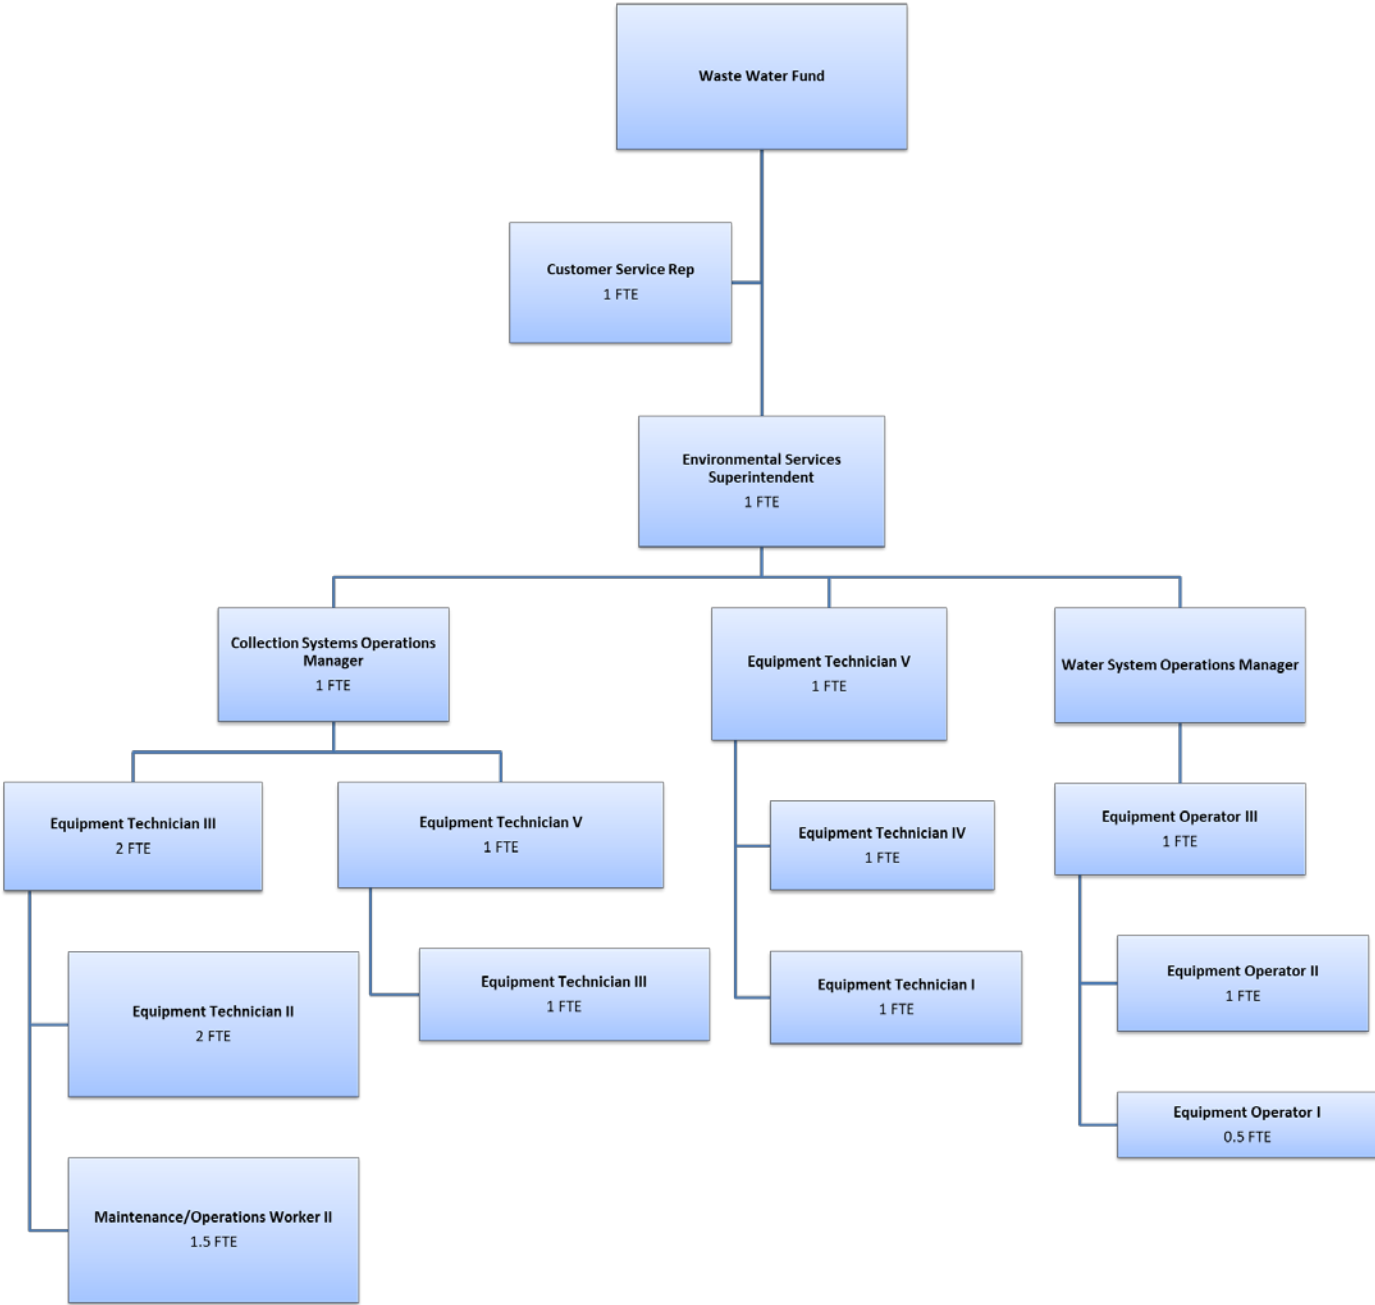 Waste Water Fund
Customer Service Rep
1 FTE
Environmental Services
Superintendent
1 FTE
Collection Systems Operations
Manager
1 FTE
Equipment Technician V
1 FTE
Water System Operations Manager
Equipment Technician III
2 FTE
Equipment Technician V
1 FTE
Equipment Technician IV
1 FTE
Equipment Operator III
1 FTE
Equipment Technician II
2 FTE
Equipment Technician III
1 FTE
Equipment Technician I
1 FTE
Equipment Operator II
1 FTE
Equipment Operator I
0.5 FTE
Maintenance/Operations Worker II
1.5 FTE